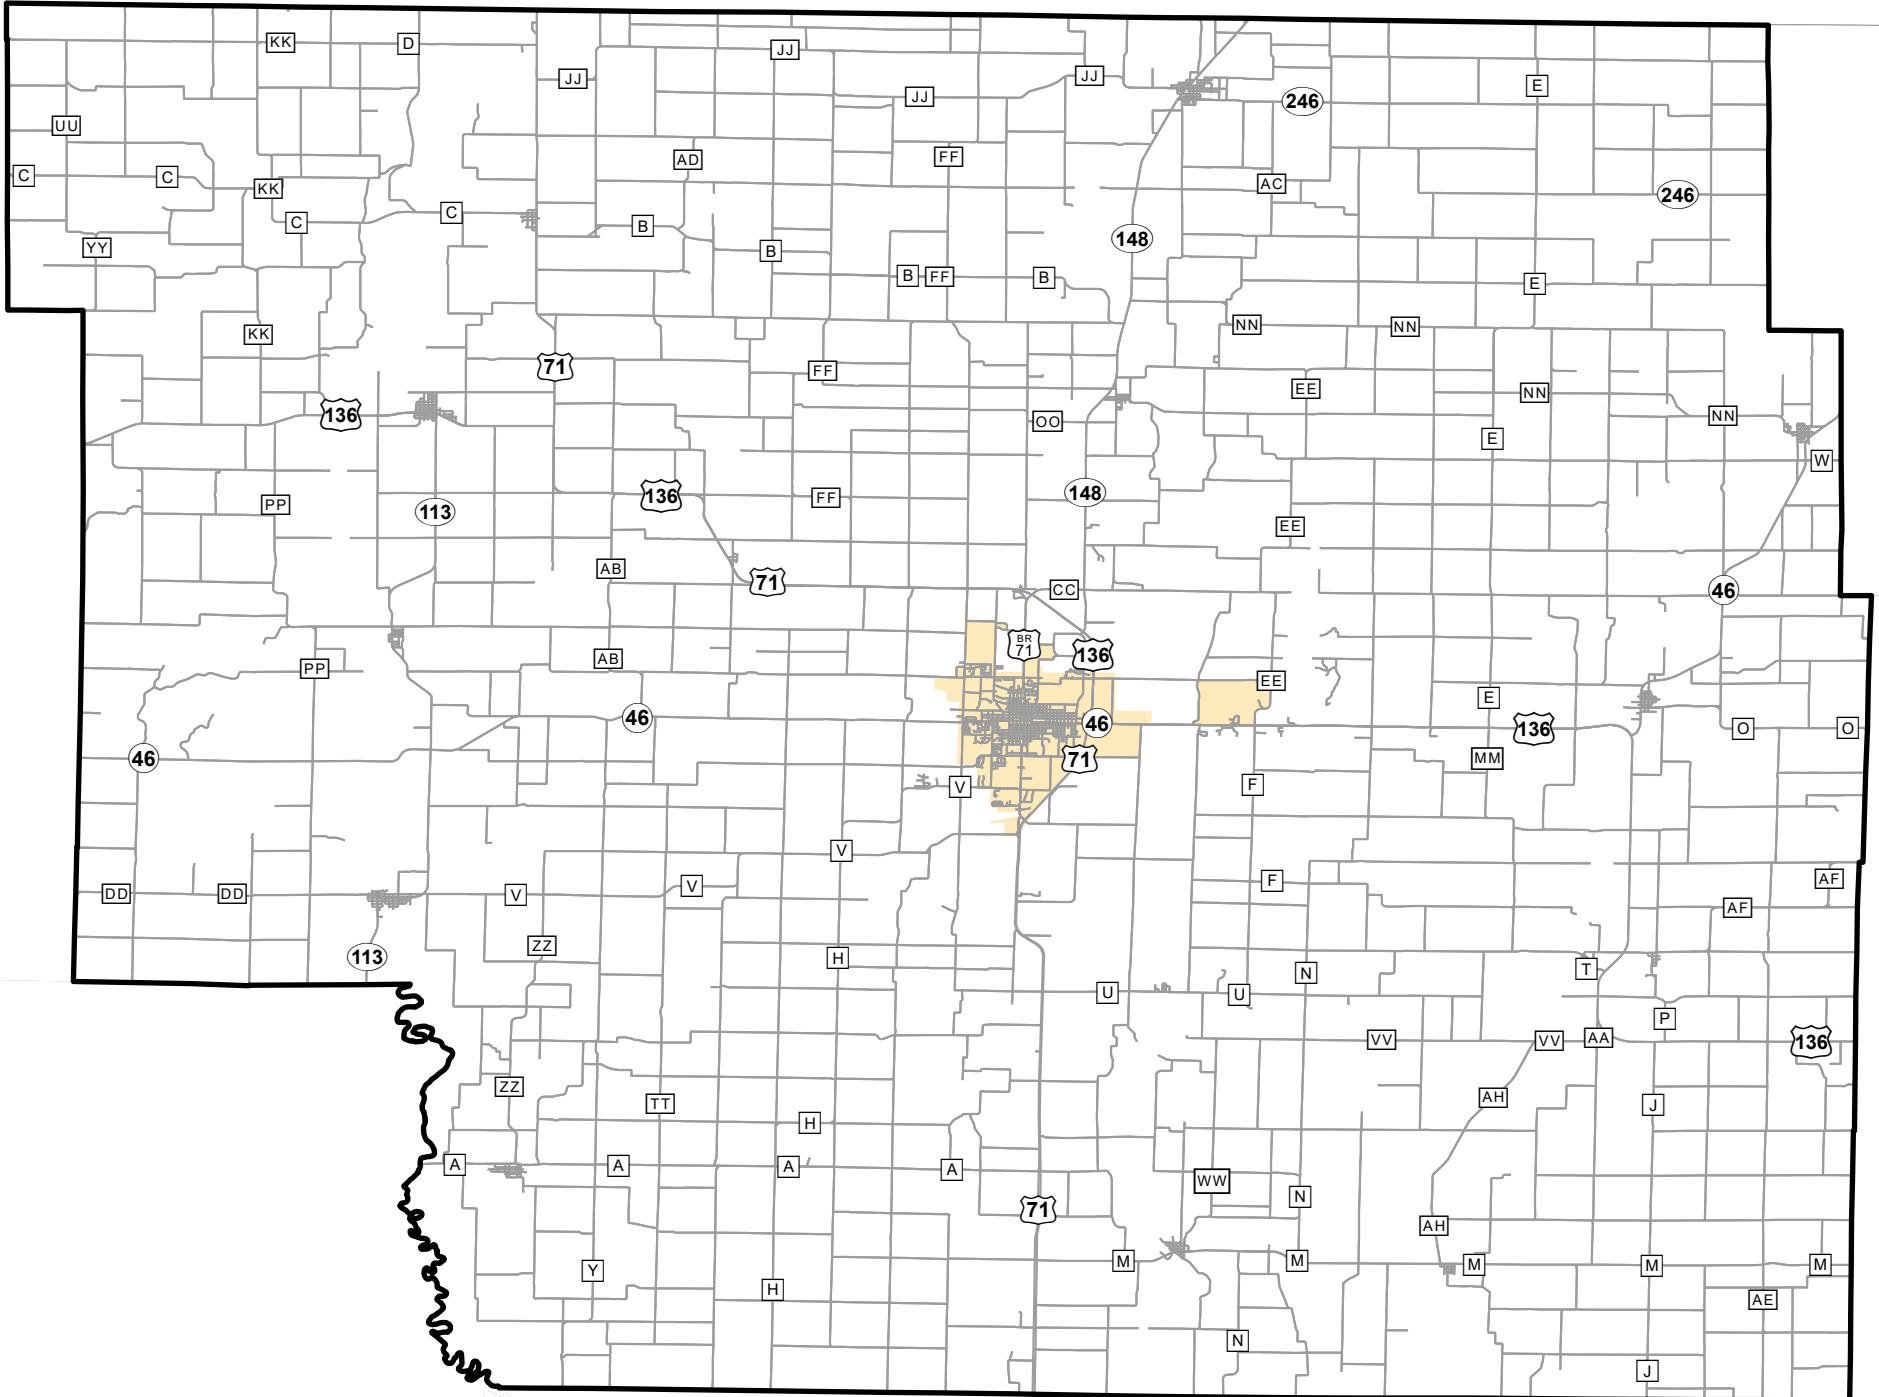 KK
D
JJ
JJ
JJ
JJ
E
246
UU
AD
FF
C
C
KK
AC
246
C
C
B
148
YY
B
B
FF
B
E
KK
NN
NN
71
FF
EE
NN
136
OO
NN
E
W
136
FF
148
PP
113
EE
AB
71
CC
46
BR
71
136
AB
PP
EE
E
46
46
136
O
O
46
71
MM
V
F
V
DD
DD
V
V
F
AF
AF
ZZ
113
H
N
T
U
U
P
VV
VV
AA
136
ZZ
TT
AH
J
H
A
A
A
A
WW
N
71
AH
M
M
M
M
M
Y
H
AE
N
J